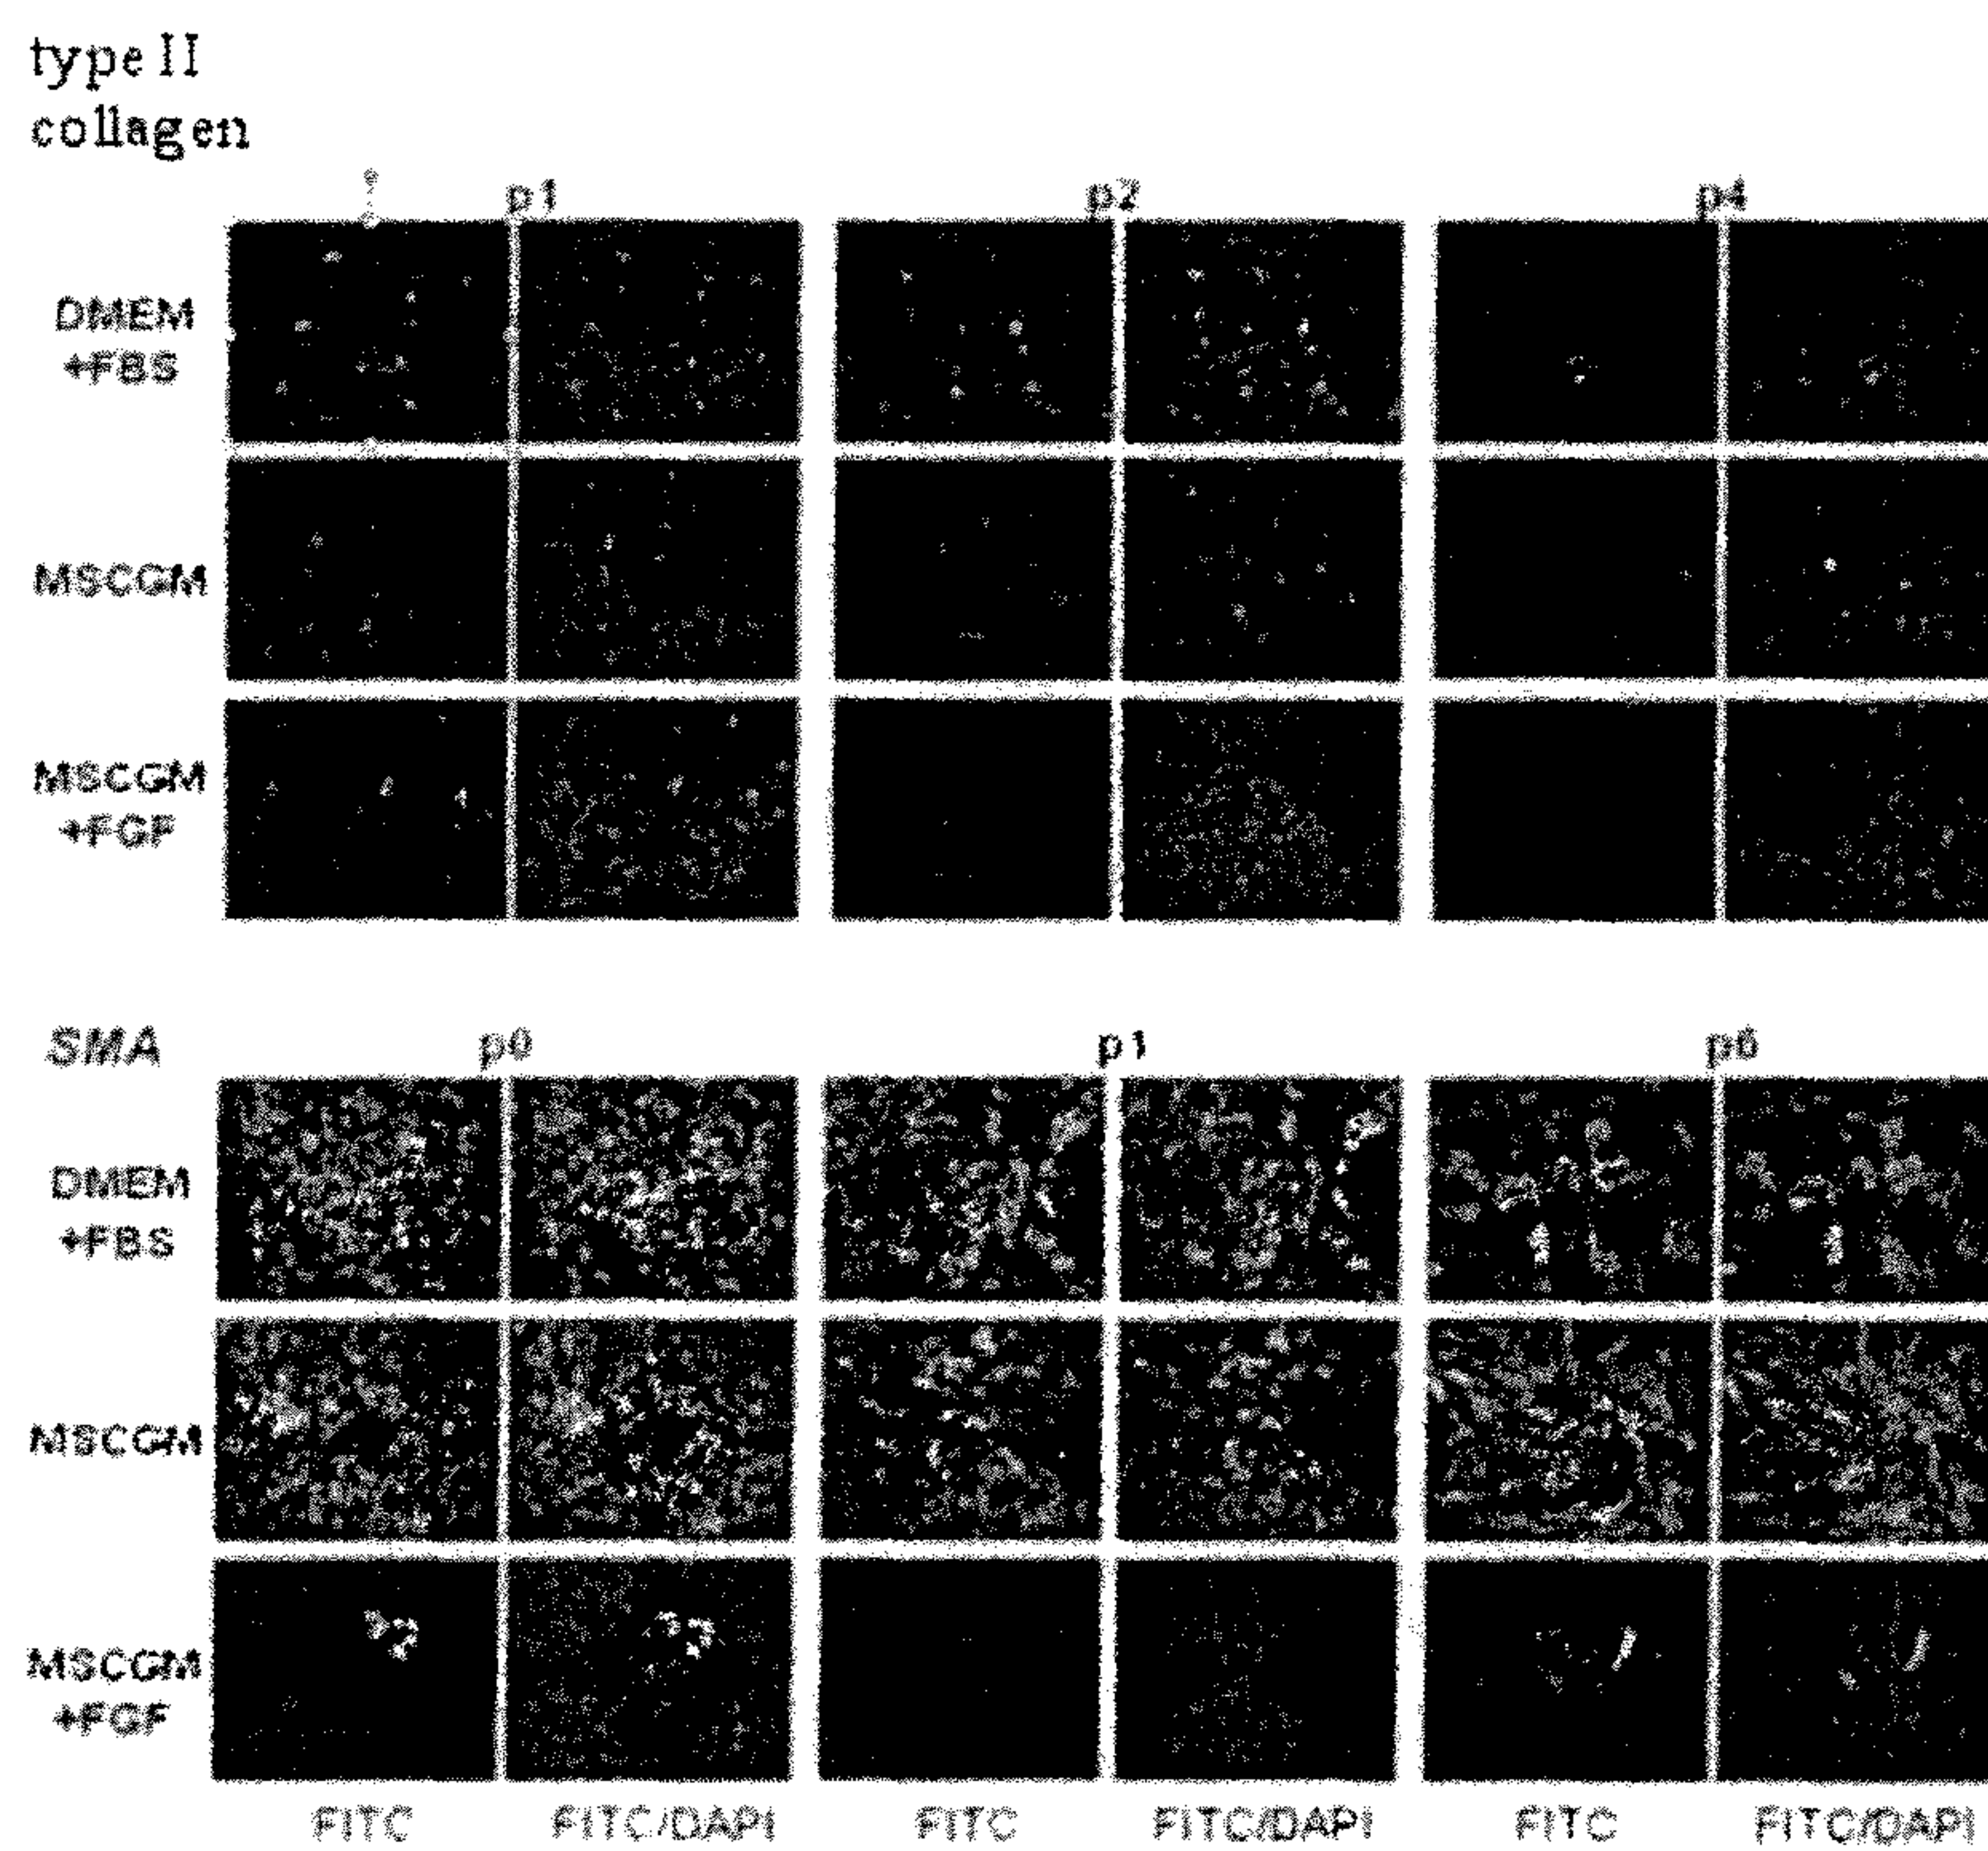 type II
collagen
p1 p2 p4
DMEM
+FBS
MSCGM
MSCGM
+FGF
SMA
p0 p1 p6
DMEM
+FBS
MSCGM
MSCGM
+FGF
FITC FITC/DAPI FITC FITC/DAPI FITC FITC/DAPI